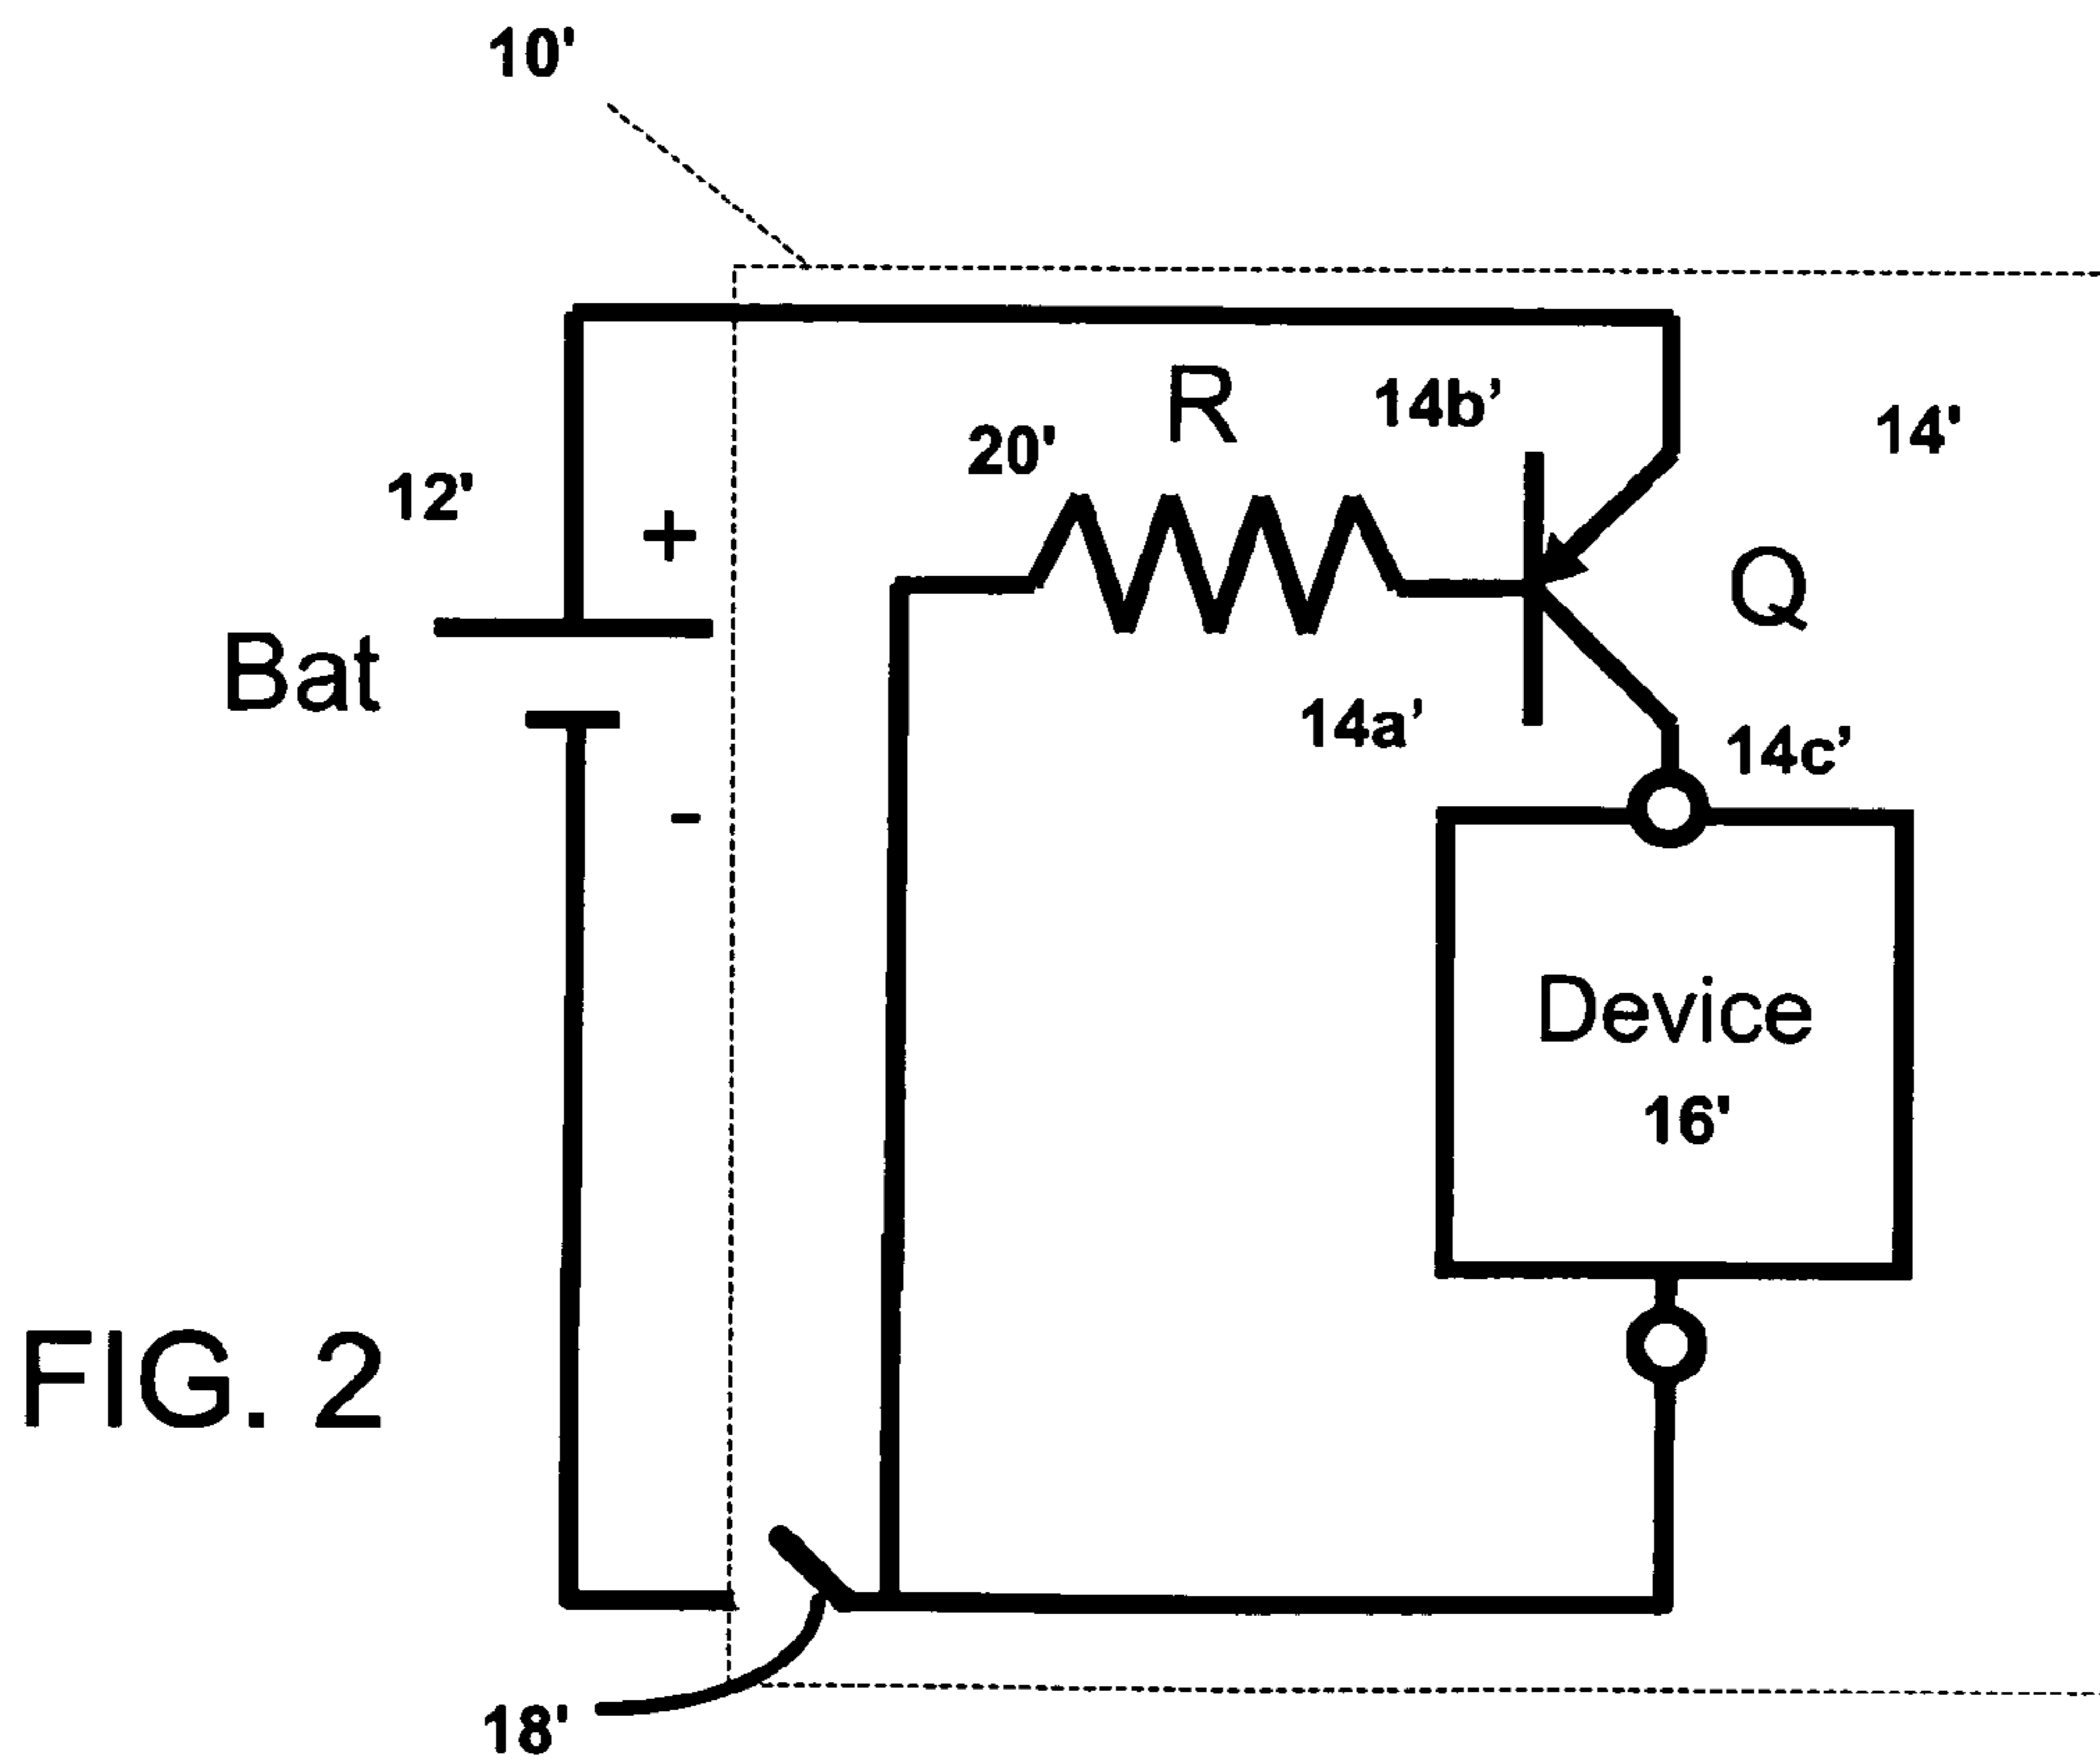 10'
R
14b’
14'
20'
12'
+
Q
Bat
14a’
14c’
-
Device
16'
FIG. 2
18'